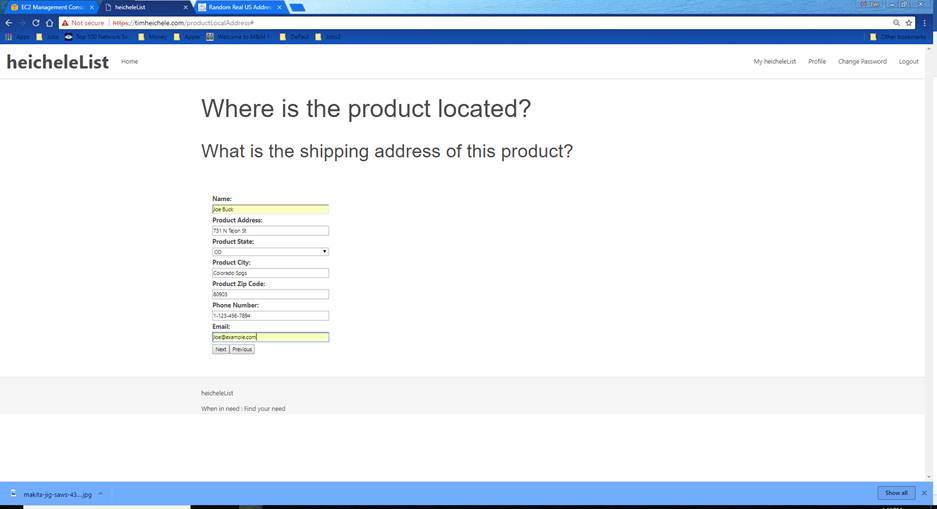 EC2 Management Cons
heicheleList
Random Real US Addre
Tim
Not secure
https://timheichele.com/productLocalAddress#
Apps
Jobs
Top 100 Network So
Money
Apple
Welcome to M&M F
Defaul
Jobs2
Other bookmarks
heicheleList
Home
My heicheleList
Profile
Change Password
Logout
Where is the product located?
What is the shipping address of this product?
Name:
Joe Buck
Product Address:
731 N Tejon St
Product State:
CO
Product City:
Colorado Spgs
Product Zip Code:
80903
Phone Number:
1-123-456-7894
Email:
Joe@example.com
Next Previous
heicheleList
When in need : Find your need
makita-jig-saws-43....jpg
Show all